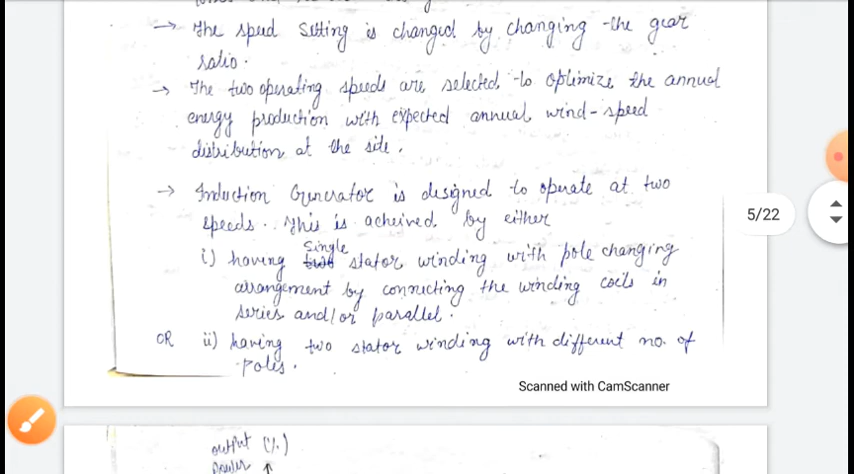 → The speed setting is changed by changing the gear
ratio.
→ The two operating speeds are selected to optimize the annual
energy production with expected annual wind-speed
distribution at the site.
→ Induction Generator is designed to operate at two
speeds. This is acheived by either
i) having single stator winding with pole changing
arrangement by connecting the winding coils in
series and/or parallel.
OR ii) having two stator winding with different no. of
poles.
Scanned with CamScanner
5/22
output (%)
Power ↑